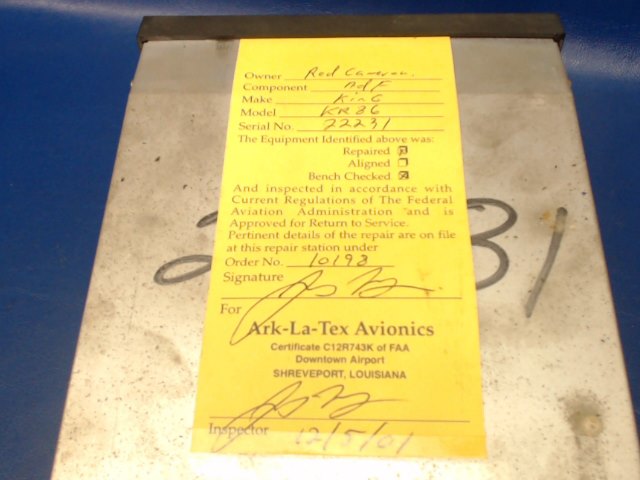 Owner Rod Cameron.
Component AdF
Make KinG
Model KR86
Serial No. 22231
The Equipment Identified above was:
Repaired
Aligned
Bench Checked
And inspected in accordance with
Current Regulations of The Federal
Aviation Administration and is
Approved for Return to Service.
Pertinent details of the repair are on file
at this repair station under
Order No. 10198
Signature
For
Ark-La-Tex Avionics
Certificate C12R743K of FAA
Downtown Airport
SHREVEPORT, LOUISIANA
Inspector 12/5/01